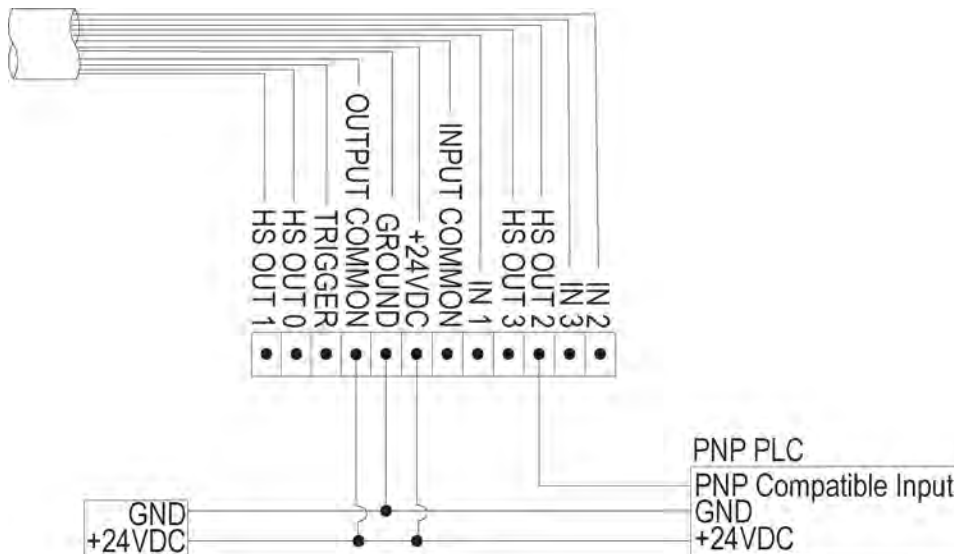 HS OUT 1
HS OUT 0
TRIGGER
OUTPUT COMMON
GROUND
+24VDC
INPUT COMMON
IN 1
HS OUT 3
HS OUT 2
IN 3
IN 2
PNP PLC
PNP Compatible Input
GND
+24VDC
GND
+24VDC